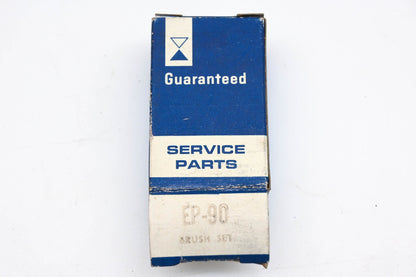 Guaranteed
SERVICE
PARTS
EP-90
BRUSH SET